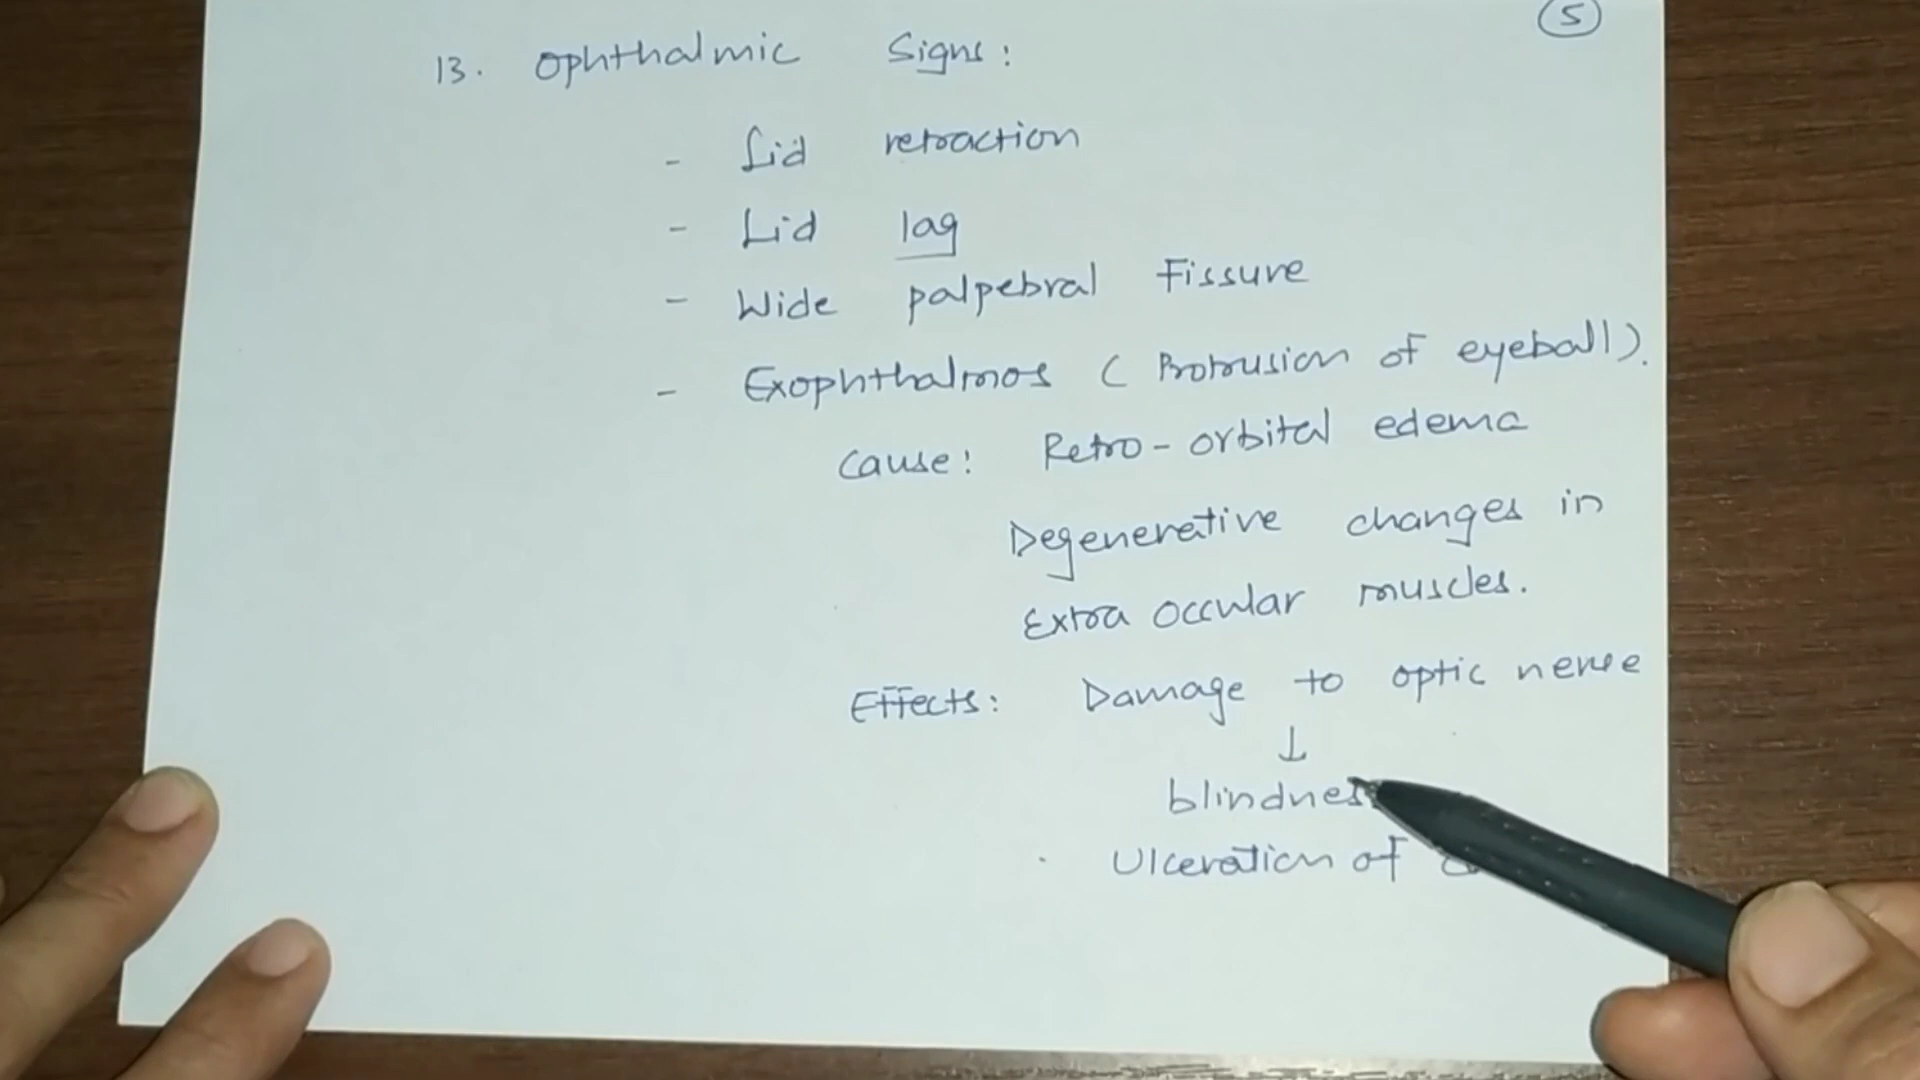 5
13. Ophthalmic Signs:
- Lid retraction
- Lid lag
- Wide palpebral Fissure
- Exophthalmos (Protrusion of eyeball).
Cause: Retro-orbital edema
Degenerative changes in
Extra occular muscles.
Effects: Damage to optic nerve
↓
blindnes
Ulceration of